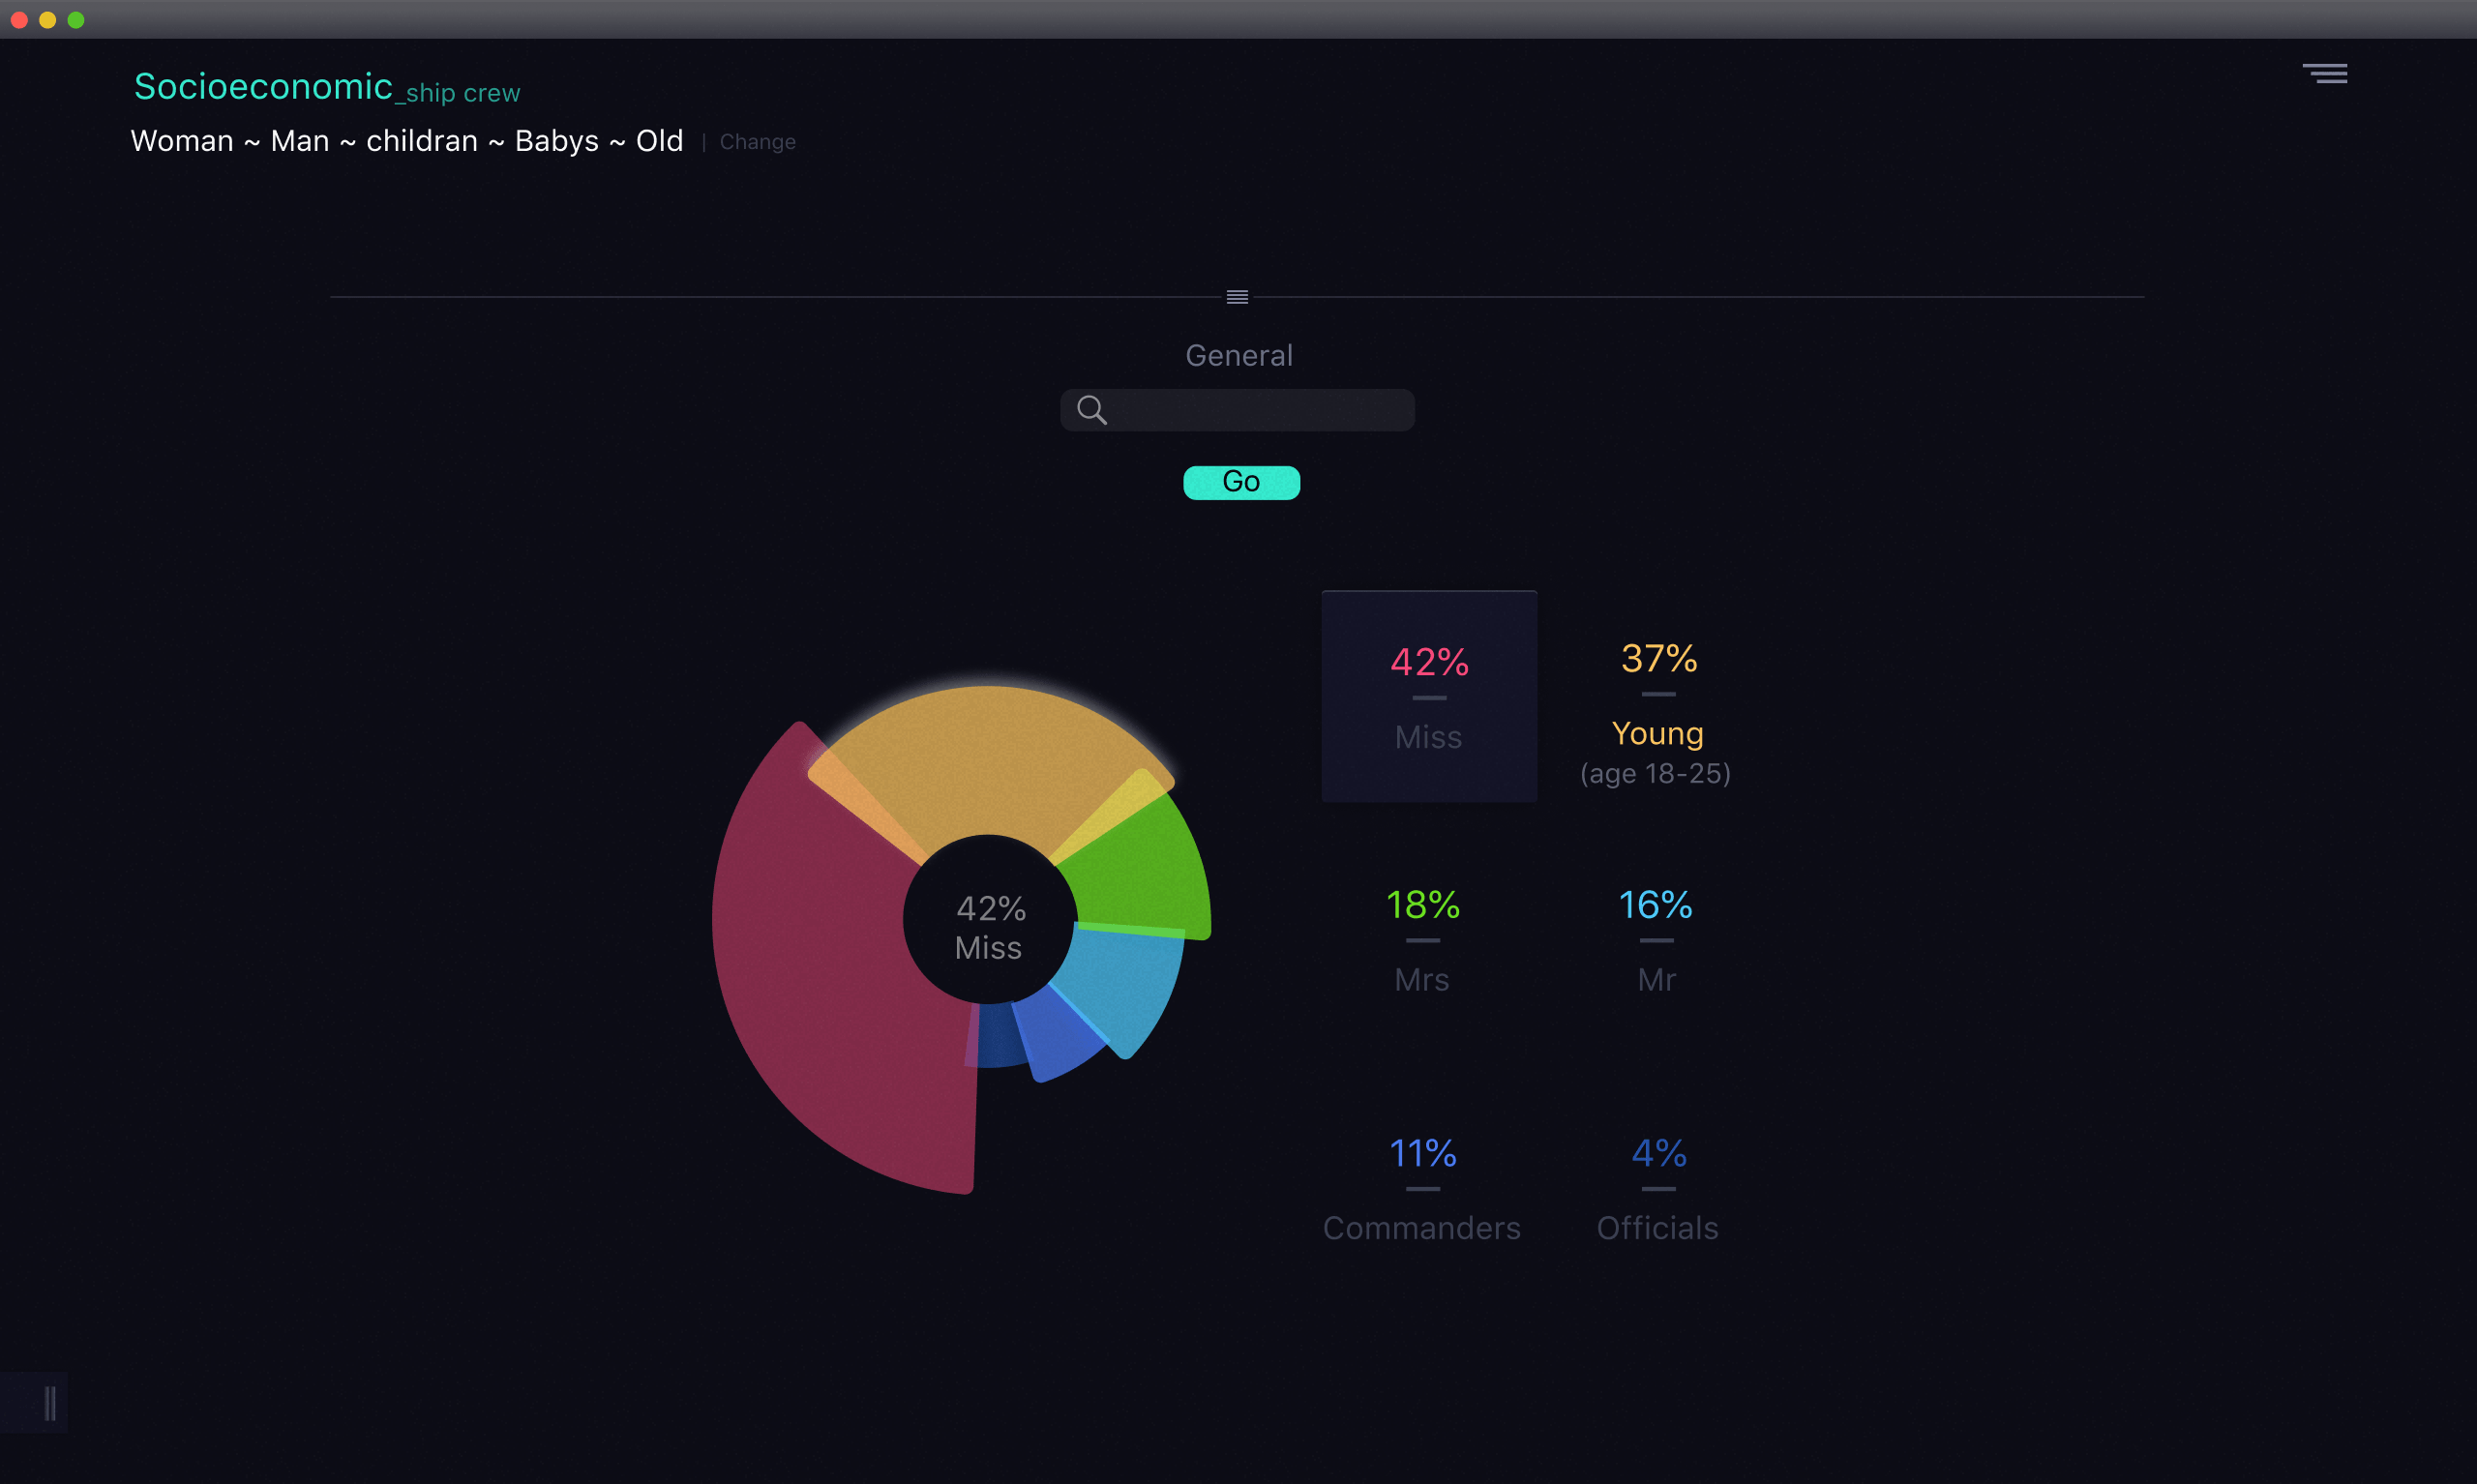 Socioeconomic_ship crew
Woman ~ Man ~ childran ~ Babys ~ Old | Change
General
Go
42%
Miss
42%
Miss
37%
Young
(age 18-25)
18%
Mrs
16%
Mr
11%
Commanders
4%
Officials